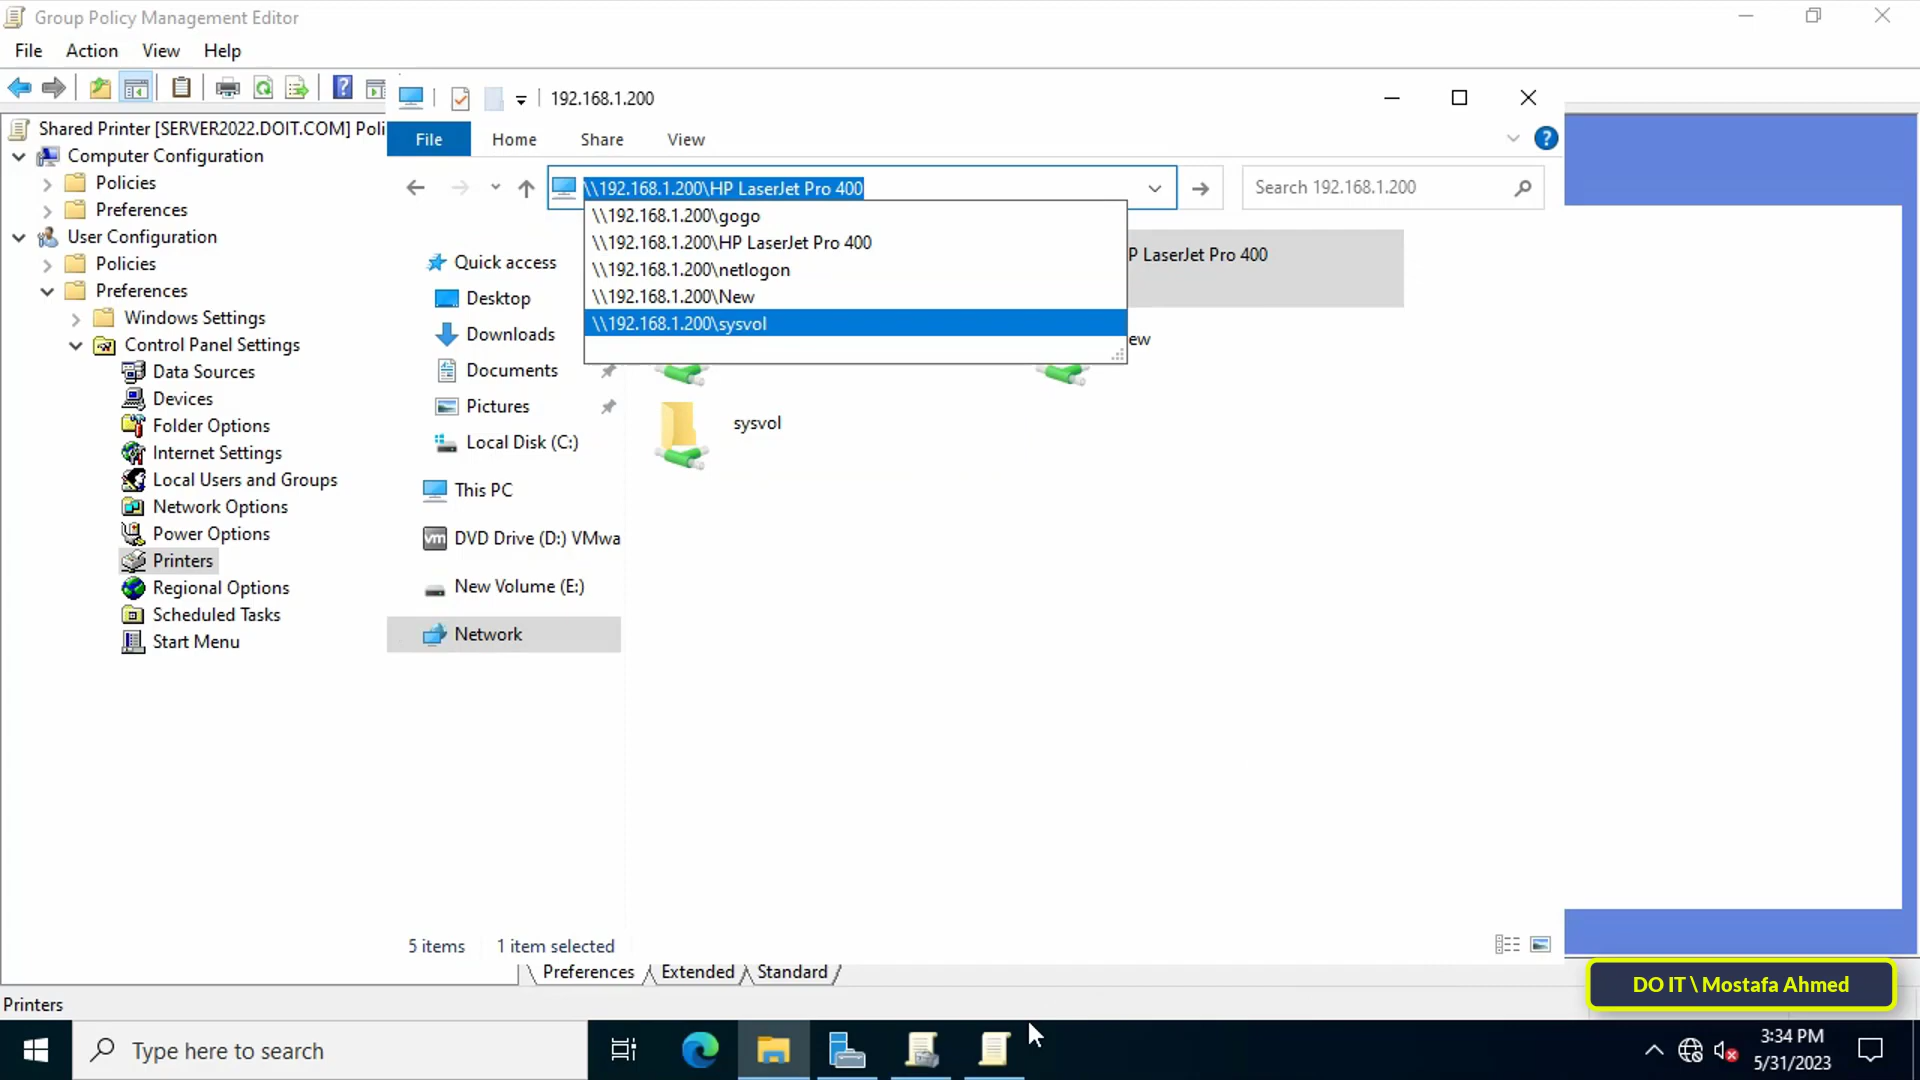 Group Policy Management Editor
File Action View Help
192.168.1.200
Shared Printer [SERVER2022.DOIT.COM] Poli
Computer Configuration
Policies
Preferences
User Configuration
Policies
Preferences
Windows Settings
Control Panel Settings
Data Sources
Devices
Folder Options
Internet Settings
Local Users and Groups
Network Options
Power Options
Printers
Regional Options
Scheduled Tasks
Start Menu
File Home Share View
\\192.168.1.200\HP LaserJet Pro 400
Search 192.168.1.200
\\192.168.1.200\gogo
\\192.168.1.200\HP LaserJet Pro 400
\\192.168.1.200\netlogon
\\192.168.1.200\New
\\192.168.1.200\sysvol
Quick access
Desktop
Downloads
Documents
Pictures
Local Disk (C:)
This PC
DVD Drive (D:) VMwa
New Volume (E:)
Network
P LaserJet Pro 400
ew
sysvol
5 items 1 item selected
Preferences Extended Standard
Printers
DO IT \ Mostafa Ahmed
Type here to search
vm
3:34 PM
5/31/2023